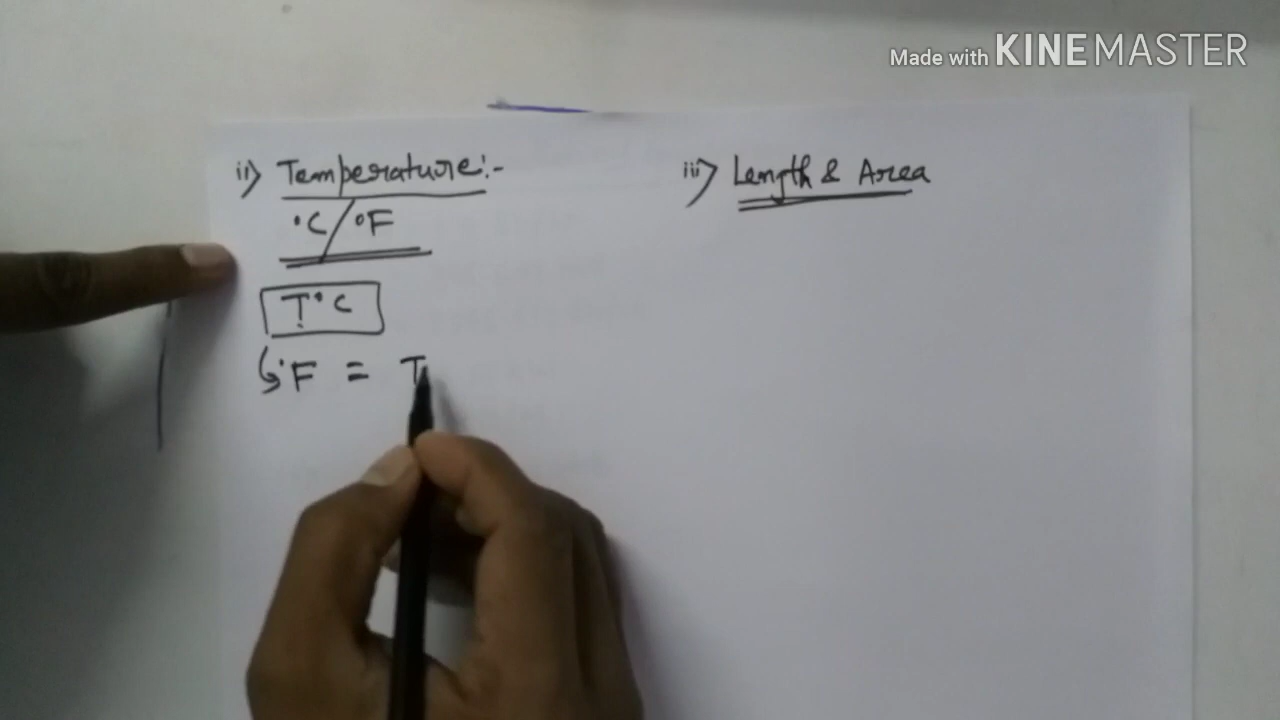 Made with KINEMASTER
ii) Temperature:-
°C/°F
T°C
°F = T
iii) Length & Area